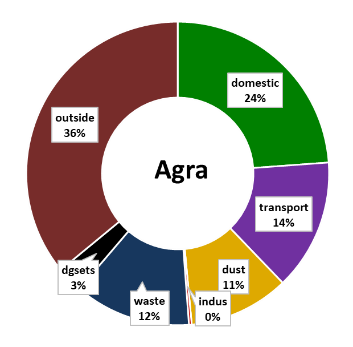 domestic
24%
outside
36%
Agra
transport
14%
dust
11%
dgsets
3%
waste
12%
indus
0%